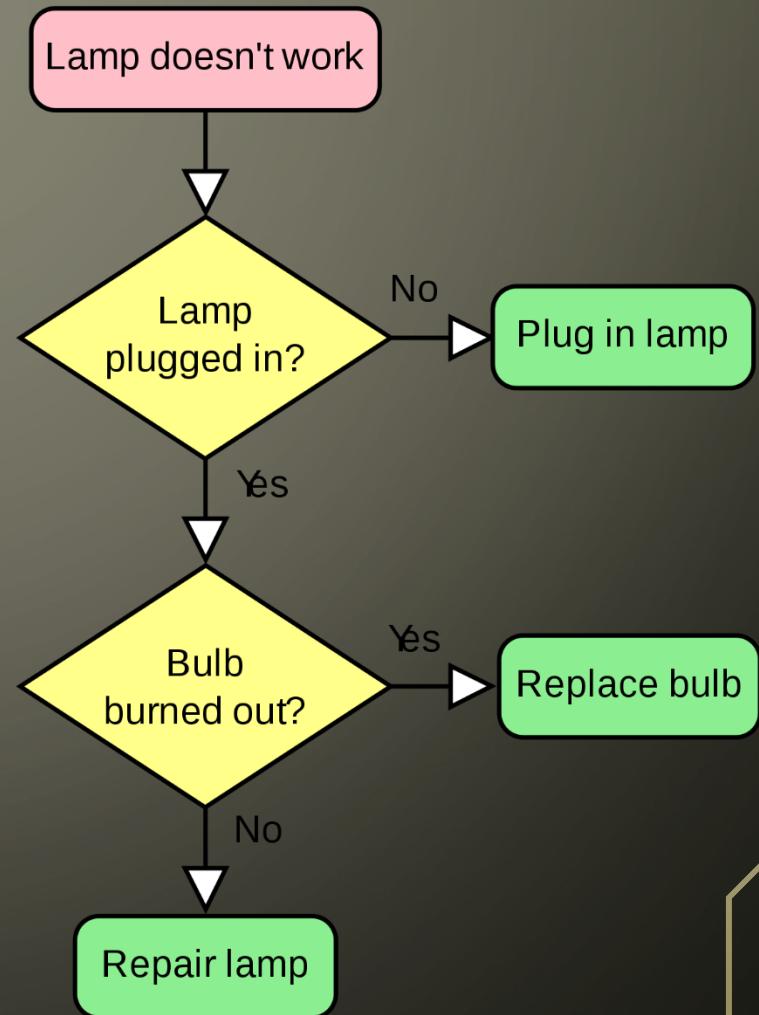 Lamp doesn't work
Lamp
plugged in?
No
Plug in lamp
Yes
Bulb
burned out?
Yes
Replace bulb
No
Repair lamp